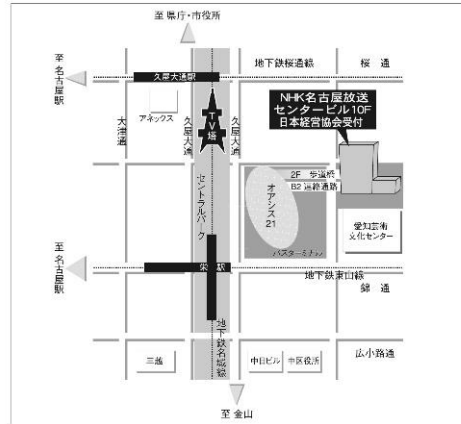 至 県庁・市役所
至 名古屋駅
久屋大通駅
地下鉄桜通線
桜 通
大津通
アネックス
久屋大通
TV塔
久屋大通
NHK名古屋放送
センタービル10F
日本経営協会受付
セントラルパーク
オアシス21
2F 歩道橋
B2 連絡通路
愛知芸術
文化センター
バスターミナル
至 名古屋駅
栄 駅
地下鉄東山線
錦 通
地下鉄名城線
三越
中日ビル
中区役所
広小路通
至 金山